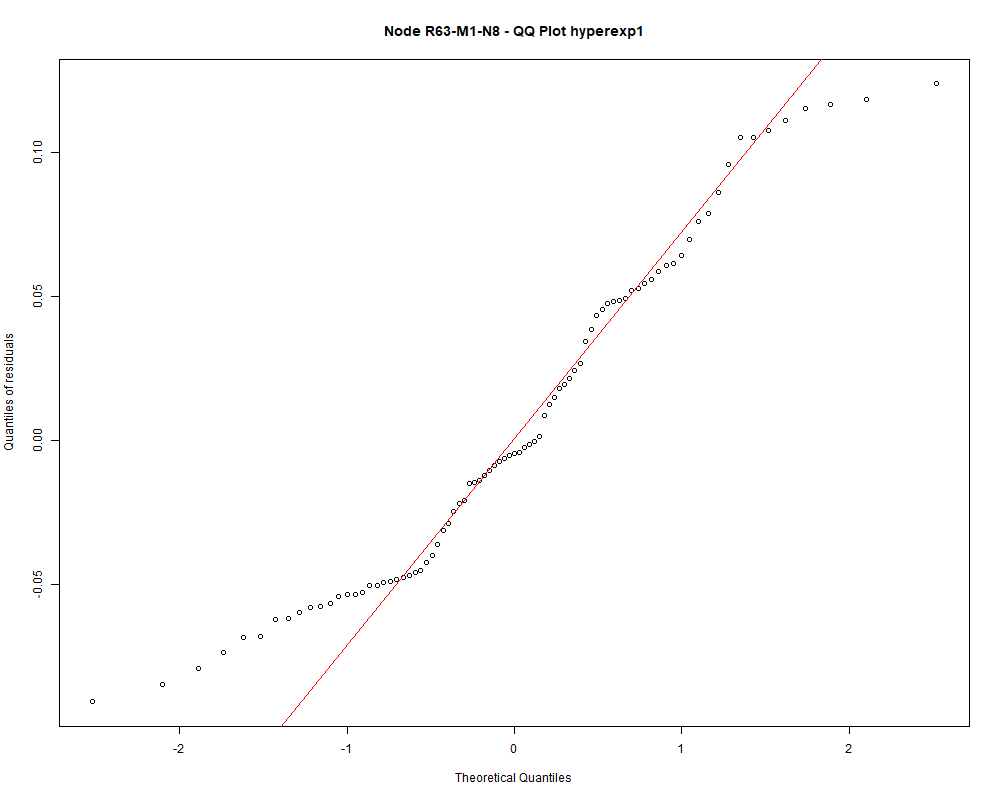 Node R63-M1-N8 - QQ Plot hyperexp1
Quantiles of residuals
0.10
0.05
0.00
-0.05
-2 -1 0 1 2
Theoretical Quantiles